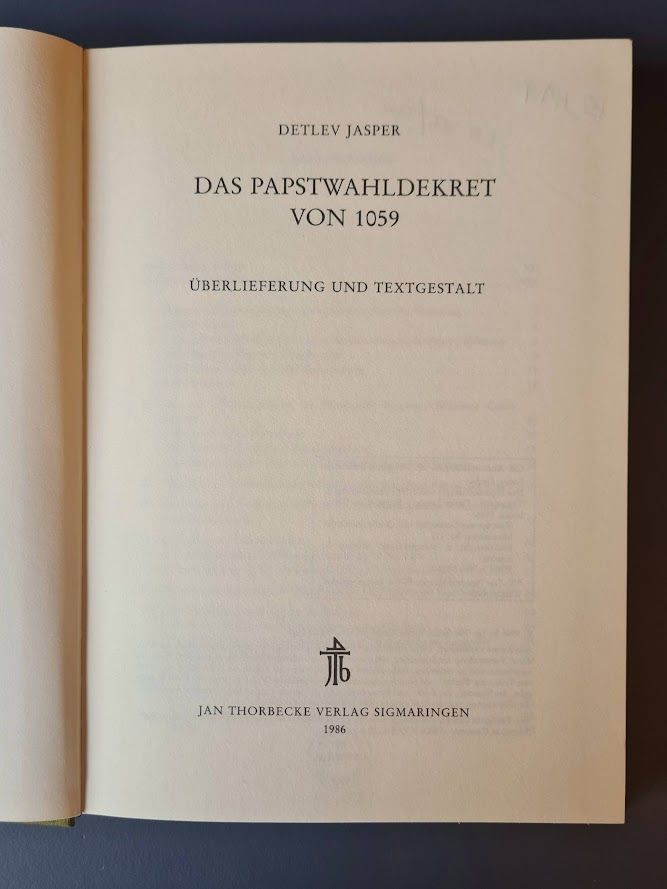 DETLEV JASPER
DAS PAPSTWAHLDEKRET
VON 1059
ÜBERLIEFERUNG UND TEXTGESTALT
JAN THORBECKE VERLAG SIGMARINGEN
1986